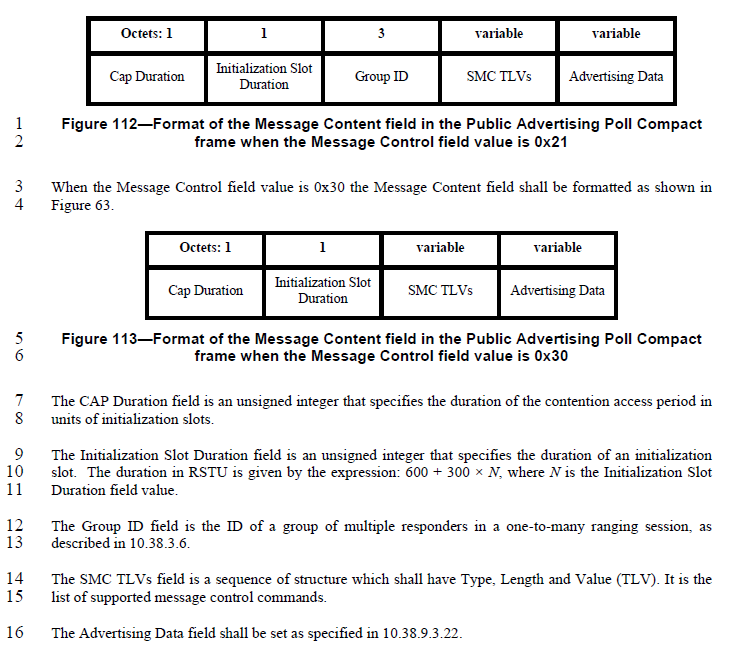 Octets: 1 1 3 variable variable
Cap Duration Initialization Slot Duration Group ID SMC TLVs Advertising Data
1 Figure 112—Format of the Message Content field in the Public Advertising Poll Compact
2 frame when the Message Control field value is 0x21
3 When the Message Control field value is 0x30 the Message Content field shall be formatted as shown in
4 Figure 63.
Octets: 1 1 variable variable
Cap Duration Initialization Slot Duration SMC TLVs Advertising Data
5 Figure 113—Format of the Message Content field in the Public Advertising Poll Compact
6 frame when the Message Control field value is 0x30
7 The CAP Duration field is an unsigned integer that specifies the duration of the contention access period in
8 units of initialization slots.
9 The Initialization Slot Duration field is an unsigned integer that specifies the duration of an initialization
10 slot. The duration in RSTU is given by the expression: 600 + 300 × N, where N is the Initialization Slot
11 Duration field value.
12 The Group ID field is the ID of a group of multiple responders in a one-to-many ranging session, as
13 described in 10.38.3.6.
14 The SMC TLVs field is a sequence of structure which shall have Type, Length and Value (TLV). It is the
15 list of supported message control commands.
16 The Advertising Data field shall be set as specified in 10.38.9.3.22.